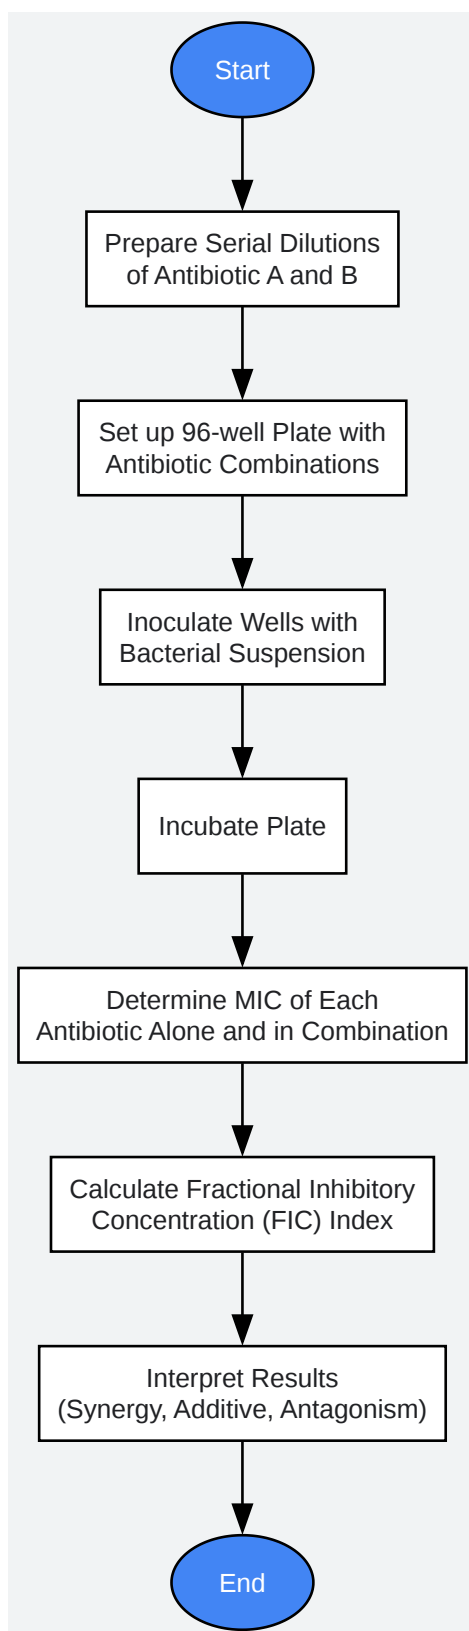 Start
Prepare Serial Dilutions
of Antibiotic A and B
Set up 96-well Plate with
Antibiotic Combinations
Inoculate Wells with
Bacterial Suspension
Incubate Plate
Determine MIC of Each
Antibiotic Alone and in Combination
Calculate Fractional Inhibitory
Concentration (FIC) Index
Interpret Results
(Synergy, Additive, Antagonism)
End